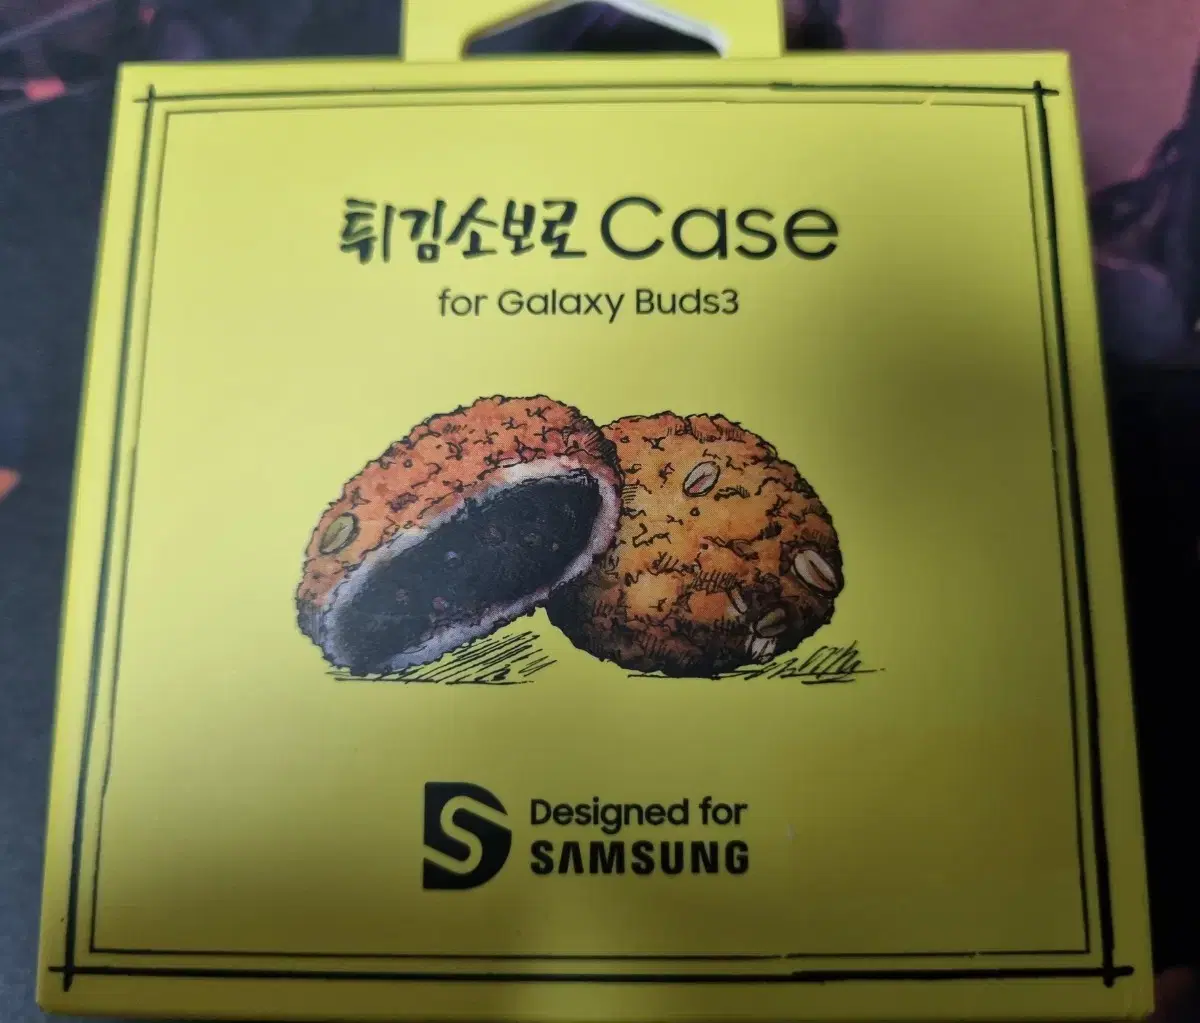 튀김소보로 Case
for Galaxy Buds3
Designed for
SAMSUNG